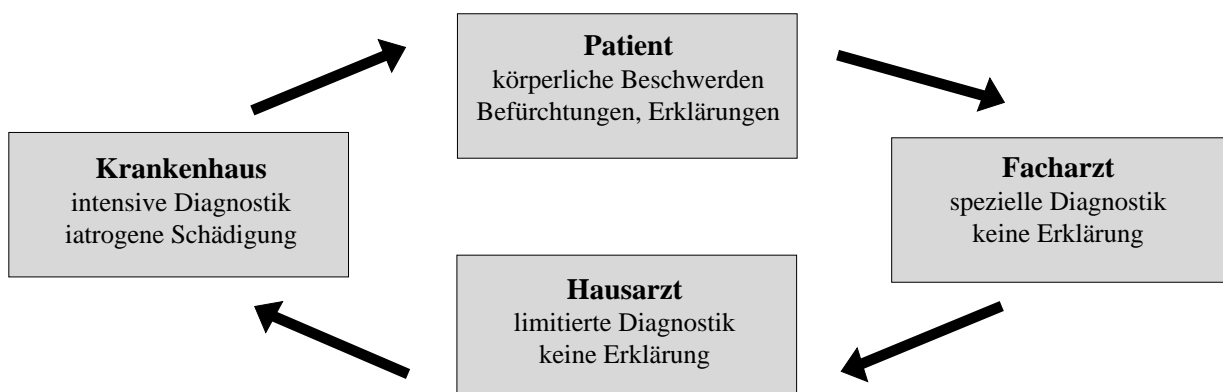 Patient
körperliche Beschwerden
Befürchtungen, Erklärungen
Facharzt
spezielle Diagnostik
keine Erklärung
Hausarzt
limitierte Diagnostik
keine Erklärung
Krankenhaus
intensive Diagnostik
iatrogene Schädigung